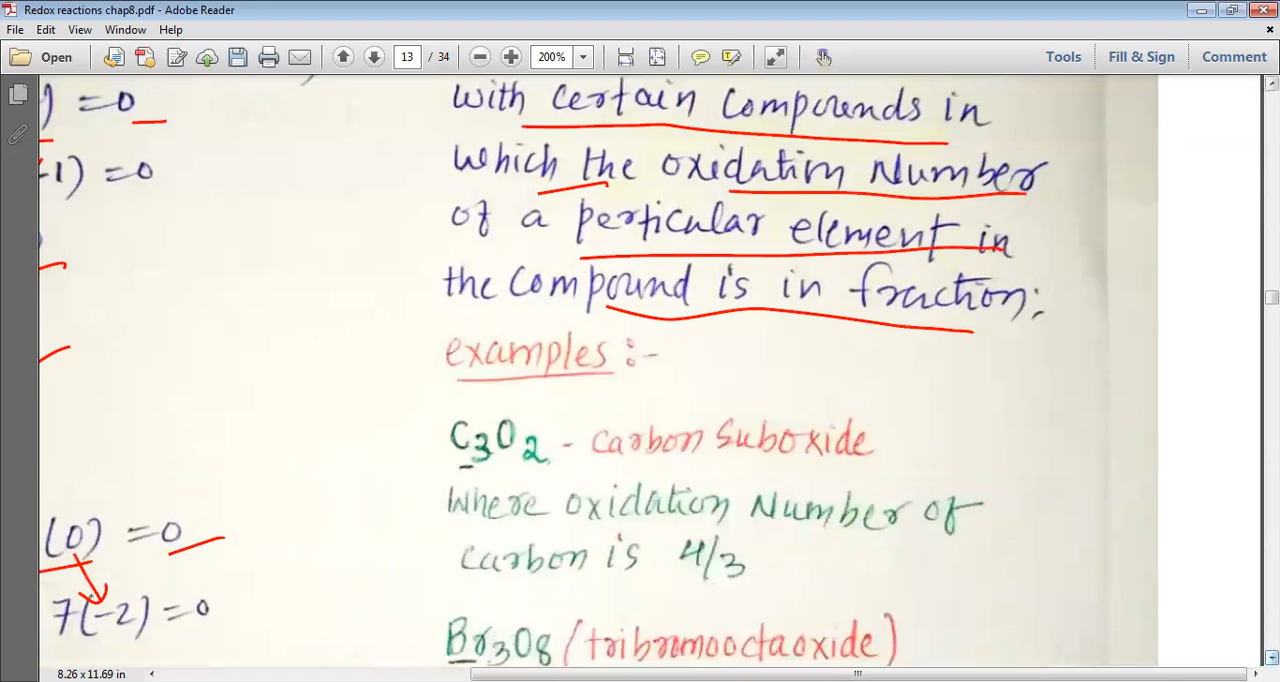 Redox reactions chap8.pdf - Adobe Reader
File Edit View Window Help
Open 13 / 34 200% Tools Fill & Sign Comment
) =0
-1) =0
(0) =0
7(-2) =0
with certain compounds in
which the oxidation Number
of a perticular element in
the compound is in fraction;
examples :-
C3O2 - carbon Suboxide
Where oxidation Number of
carbon is 4/3
Br3O8 (tribromooctaoxide)
8.26 x 11.69 in